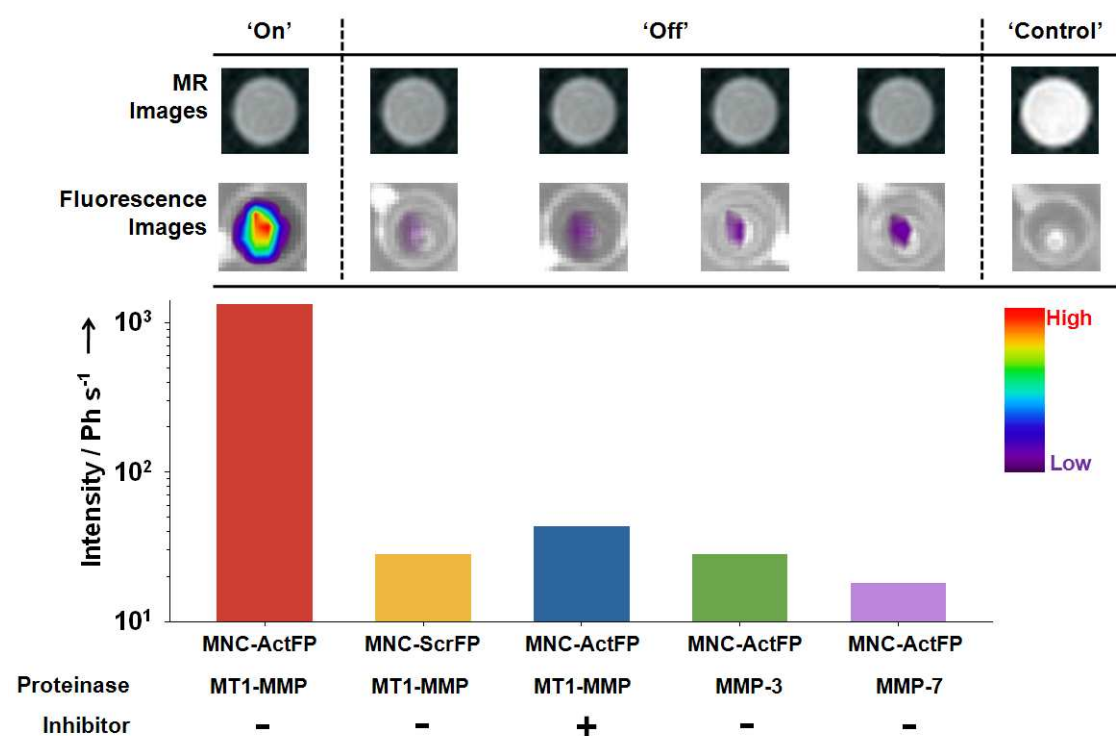 ‘On’ ‘Off’ ‘Control’
MR
Images
Fluorescence
Images
High
Low
Intensity / Ph s⁻¹ →
10³
10²
10¹
MNC-ActFP MNC-ScrFP MNC-ActFP MNC-ActFP MNC-ActFP
Proteinase MT1-MMP MT1-MMP MT1-MMP MMP-3 MMP-7
Inhibitor - - + - -